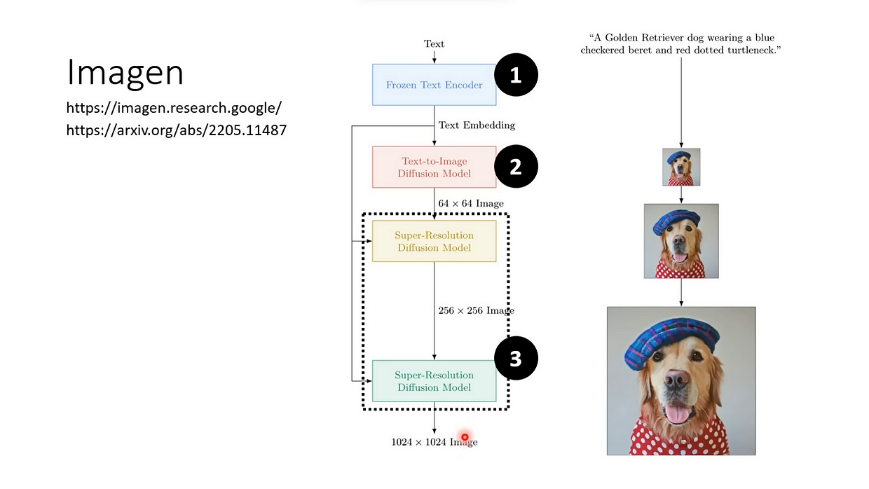 Imagen
https://imagen.research.google/
https://arxiv.org/abs/2205.11487
Text
Frozen Text Encoder
1
Text Embedding
Text-to-Image
Diffusion Model
2
64 × 64 Image
Super-Resolution
Diffusion Model
256 × 256 Image
3
Super-Resolution
Diffusion Model
1024 × 1024 Image
“A Golden Retriever dog wearing a blue
checkered beret and red dotted turtleneck.”